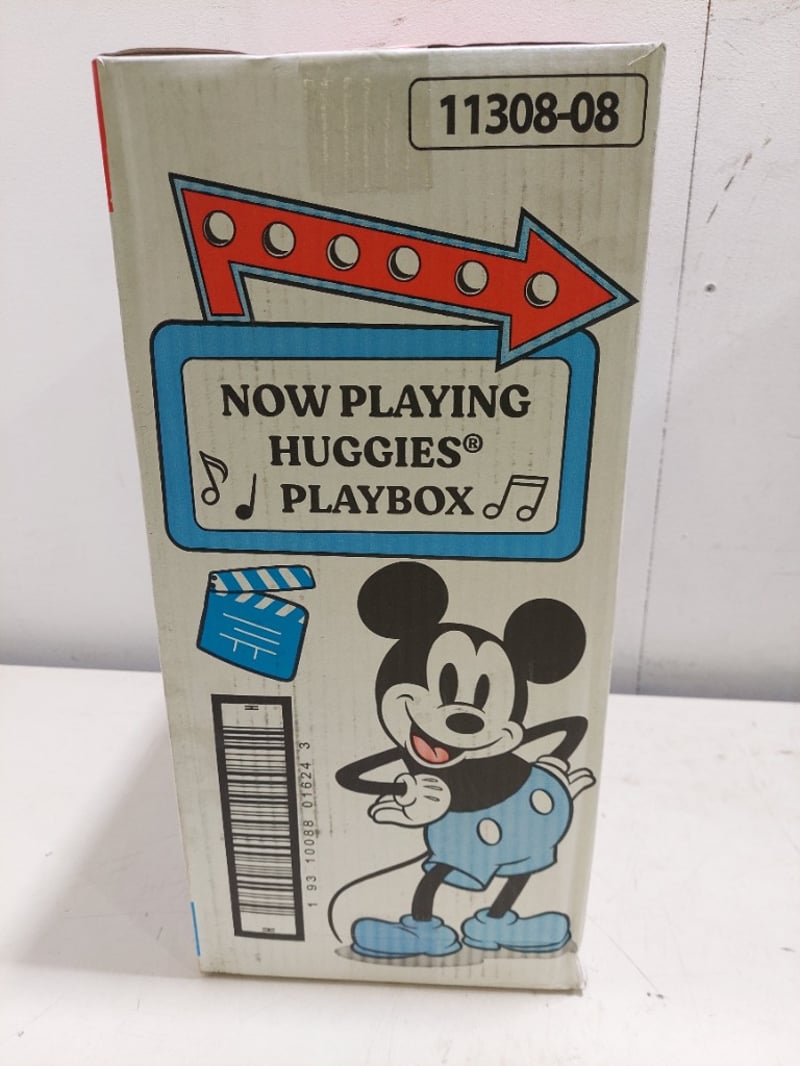 11308-08
NOW PLAYING
HUGGIES®
PLAYBOX
1 93 10088 01624 3